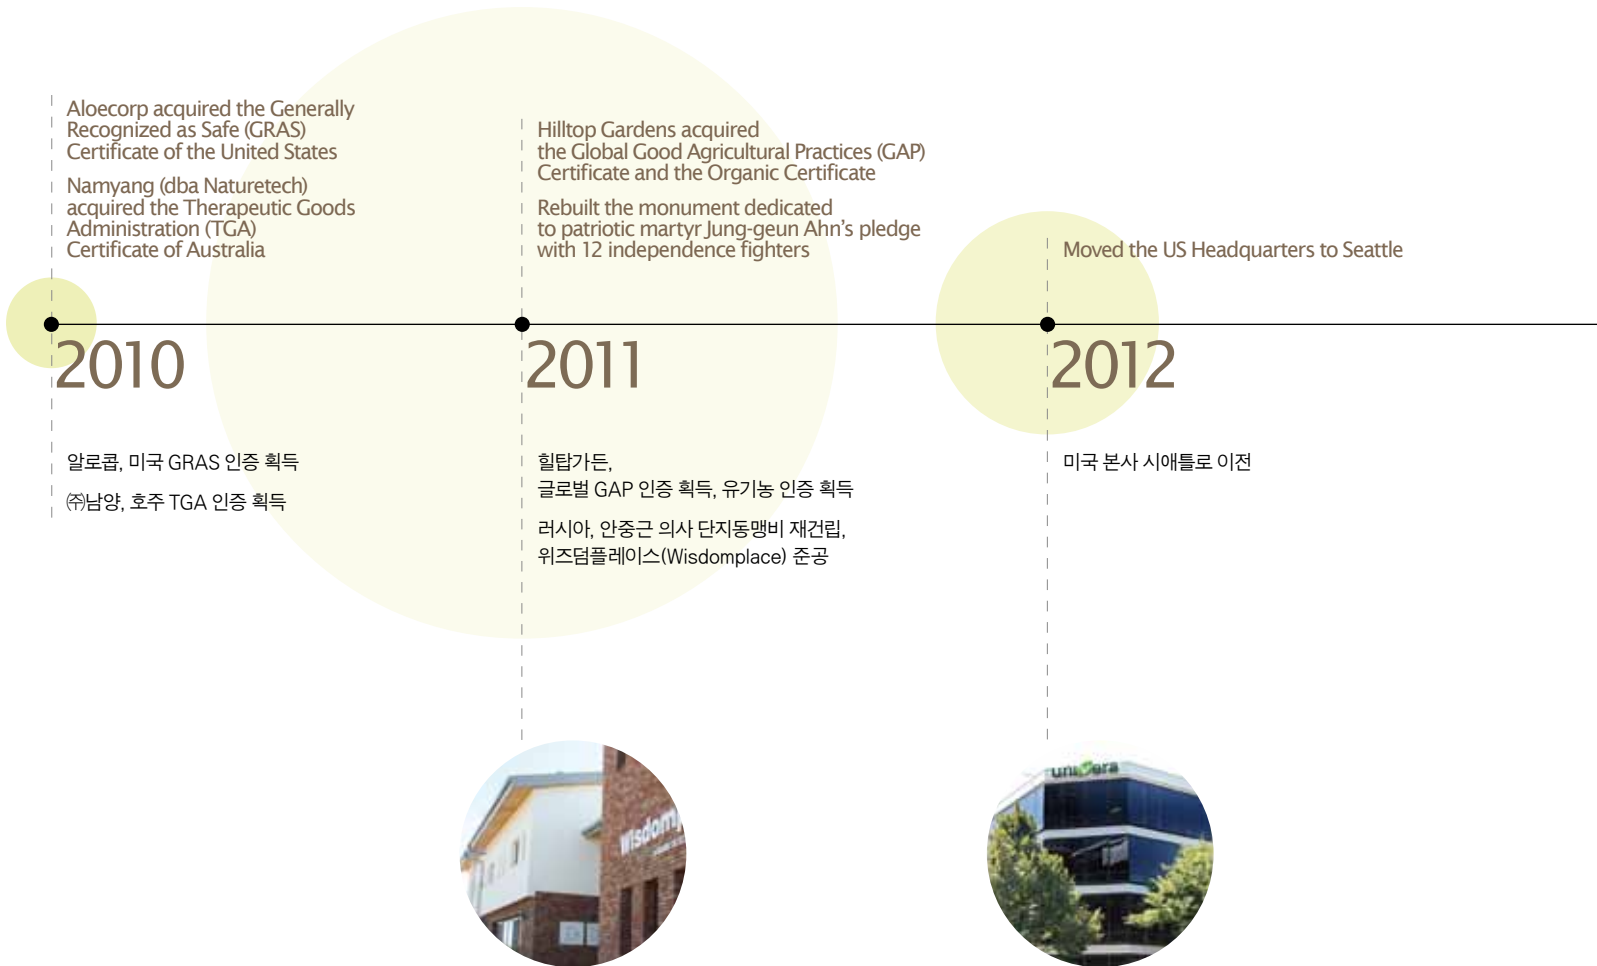 Aloecorp acquired the Generally
Recognized as Safe (GRAS)
Certificate of the United States
Namyang (dba Naturetech)
acquired the Therapeutic Goods
Administration (TGA)
Certificate of Australia
2010
알로콥, 미국 GRAS 인증 획득
㈜남양, 호주 TGA 인증 획득
Hilltop Gardens acquired
the Global Good Agricultural Practices (GAP)
Certificate and the Organic Certificate
Rebuilt the monument dedicated
to patriotic martyr Jung-geun Ahn's pledge
with 12 independence fighters
2011
힐탑가든,
글로벌 GAP 인증 획득, 유기농 인증 획득
러시아, 안중근 의사 단지동맹비 재건립,
위즈덤플레이스(Wisdomplace) 준공
Moved the US Headquarters to Seattle
2012
미국 본사 시애틀로 이전
univera